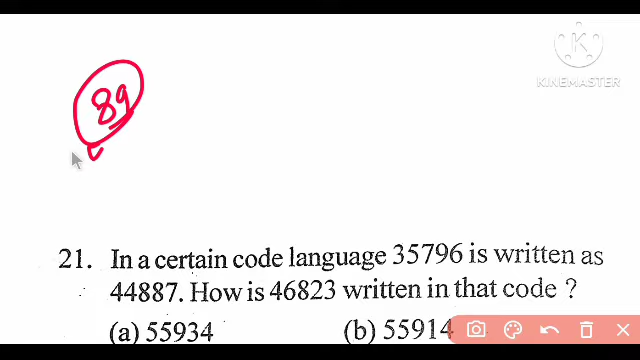 K
KINEMASTER
89
21. In a certain code language 35796 is written as
44887. How is 46823 written in that code ?
(a) 55934 (b) 55914